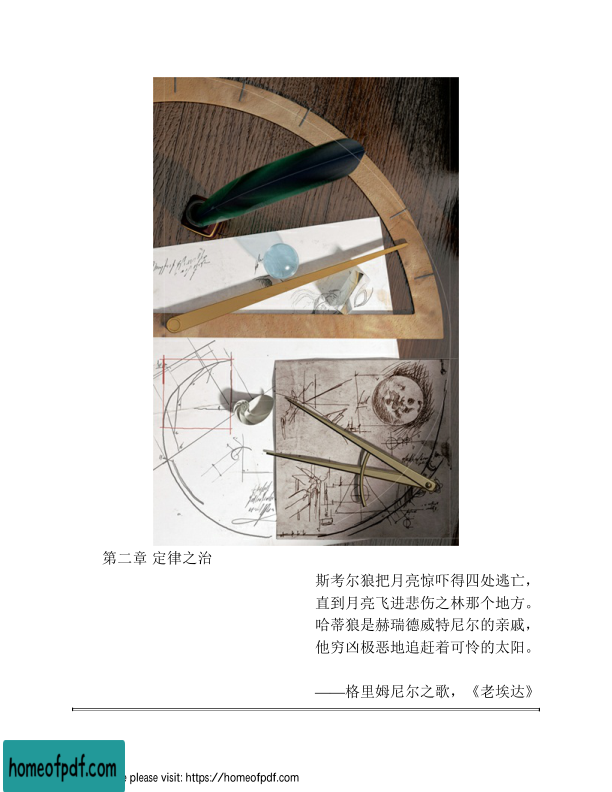 第二章 定律之治
斯考尔狼把月亮惊吓得四处逃亡，
直到月亮飞进悲伤之林那个地方。
哈蒂狼是赫瑞德威特尼尔的亲戚，
他穷凶极恶地追赶着可怜的太阳。
——格里姆尼尔之歌，《老埃达》
homeofpdf.com
e please visit: https://homeofpdf.com